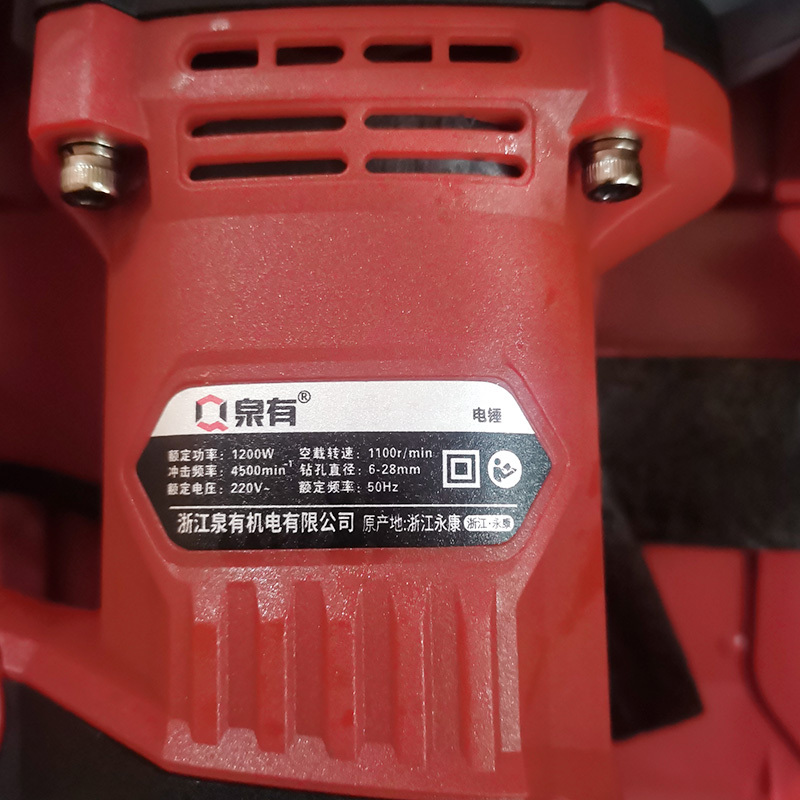 泉有®
电锤
额定功率: 1200W 空载转速: 1100r/min
冲击频率: 4500min⁻¹ 钻孔直径: 6-28mm
额定电压: 220V~ 额定频率: 50Hz
浙江泉有机电有限公司 原产地:浙江永康 浙江·永康